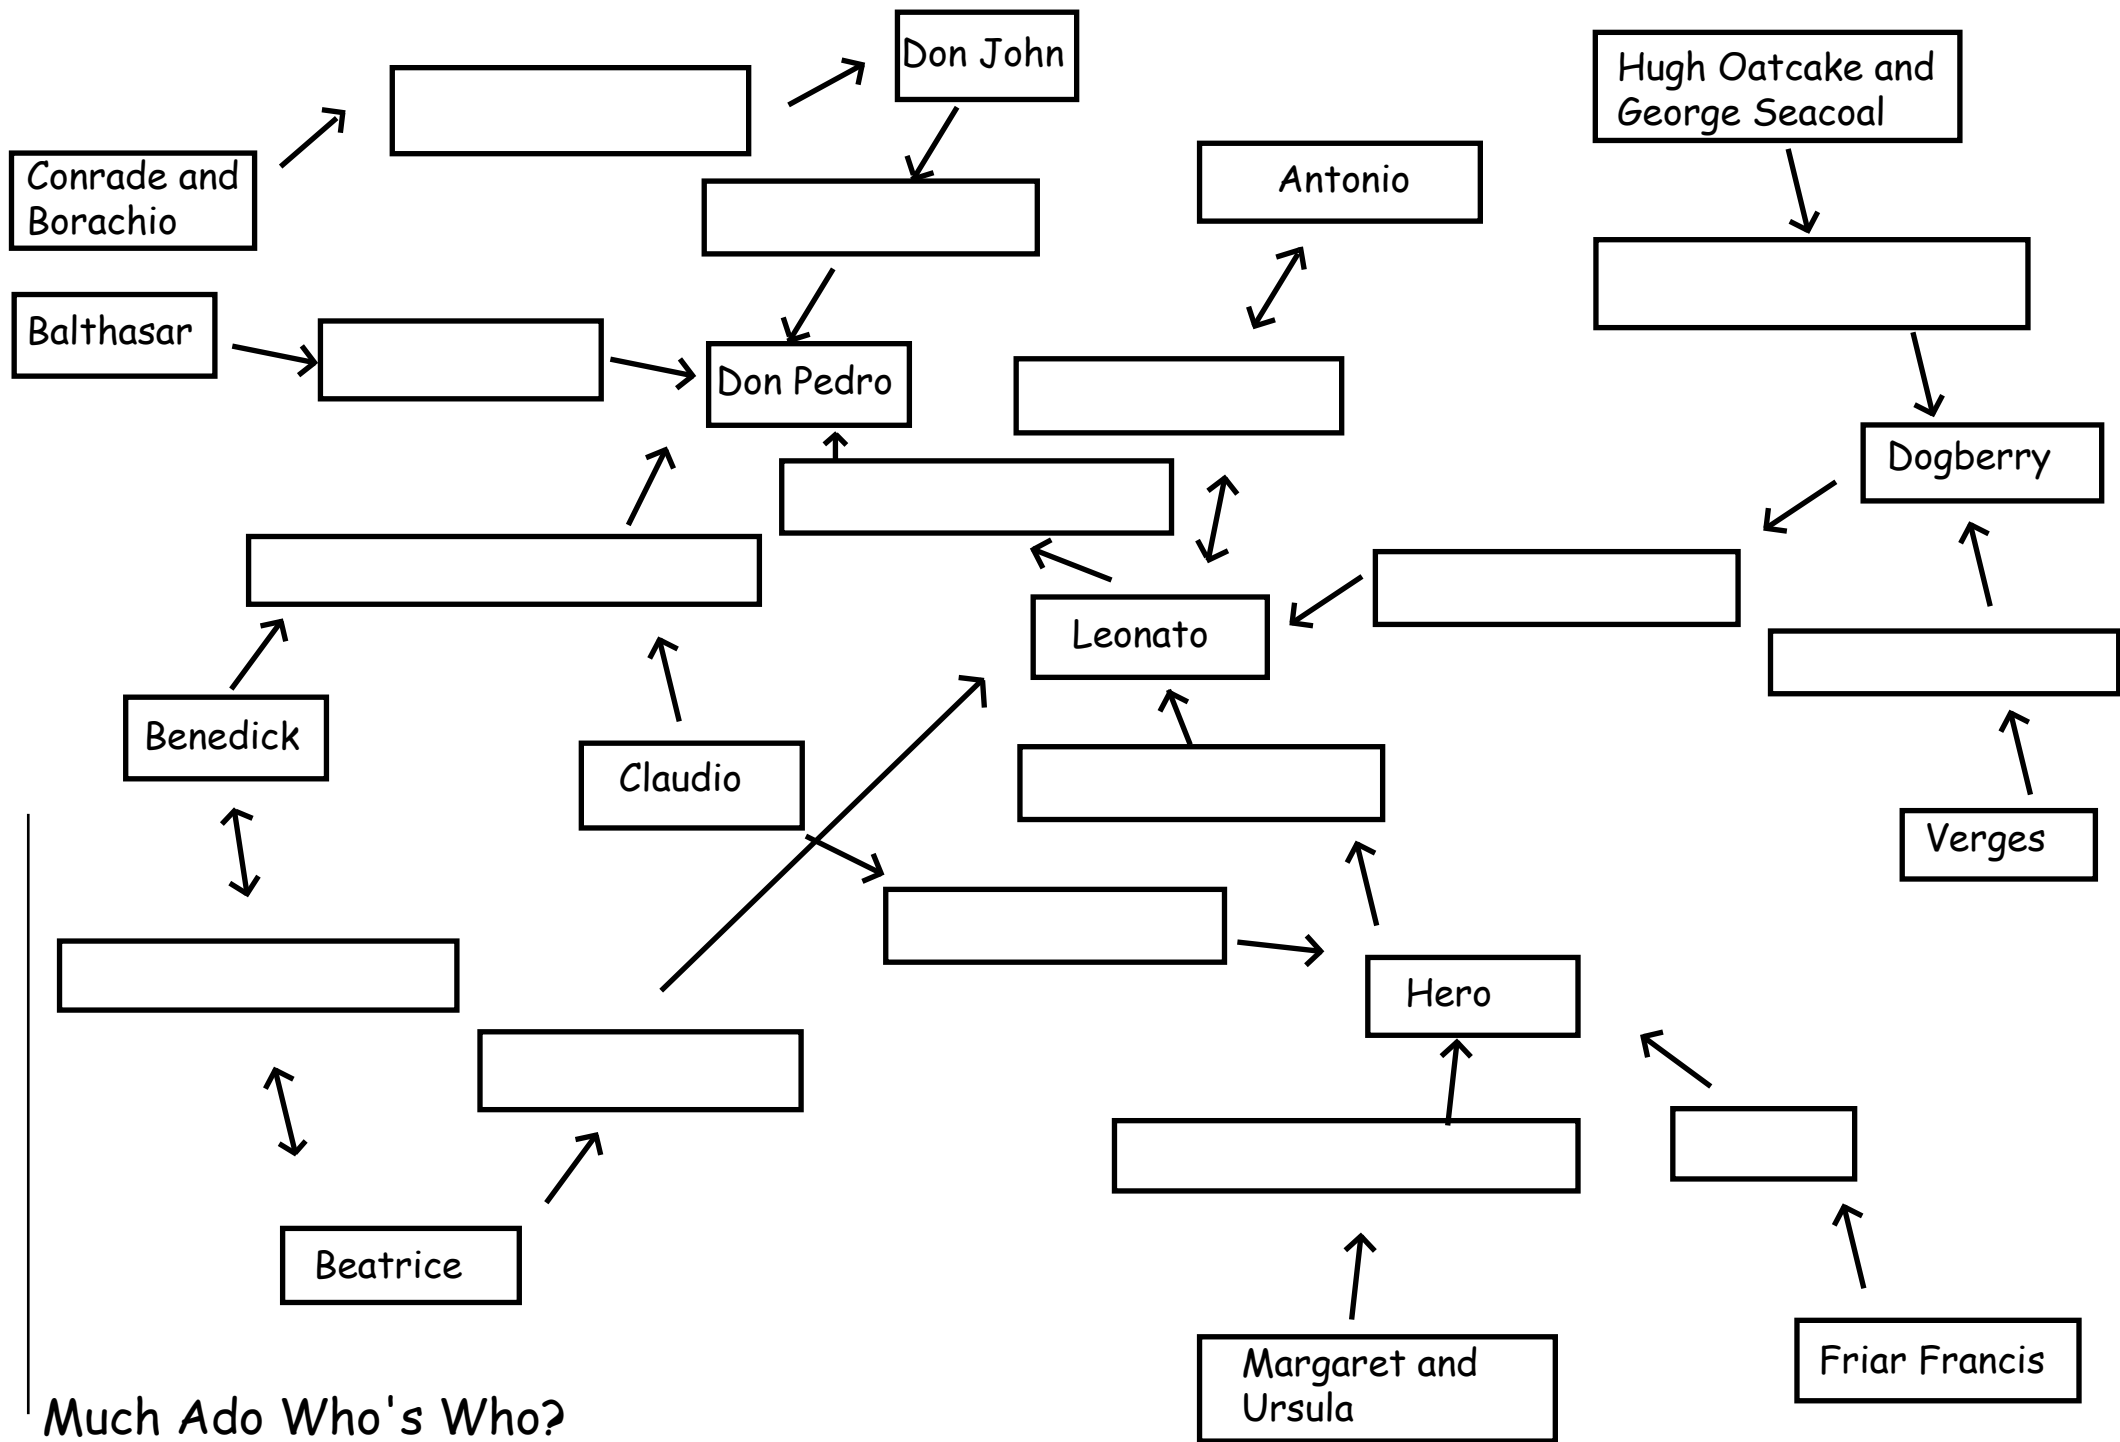 Don John
Hugh Oatcake and
George Seacoal
Conrade and
Borachio
Antonio
Balthasar
Don Pedro
Dogberry
Leonato
Benedick
Claudio
Verges
Hero
Beatrice
Margaret and
Ursula
Friar Francis
Much Ado Who's Who?